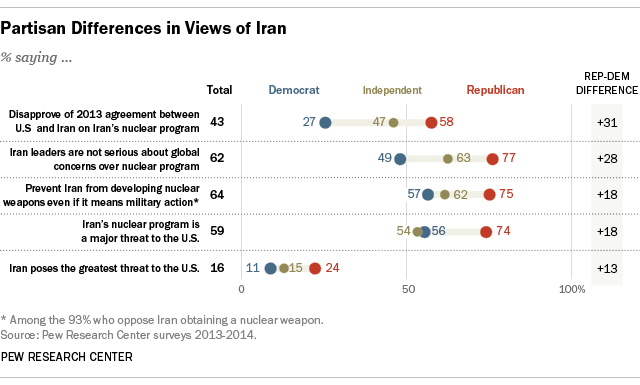 Partisan Differences in Views of Iran
% saying ...
REP-DEM
Total Democrat Independent Republican DIFFERENCE
Disapprove of 2013 agreement between
U.S and Iran on Iran's nuclear program 43 27 47 58 +31
Iran leaders are not serious about global
concerns over nuclear program 62 49 63 77 +28
Prevent Iran from developing nuclear
weapons even if it means military action* 64 57 62 75 +18
Iran's nuclear program is
a major threat to the U.S. 59 54 56 74 +18
Iran poses the greatest threat to the U.S. 16 11 15 24 +13
0 50 100%
* Among the 93% who oppose Iran obtaining a nuclear weapon.
Source: Pew Research Center surveys 2013-2014.
PEW RESEARCH CENTER